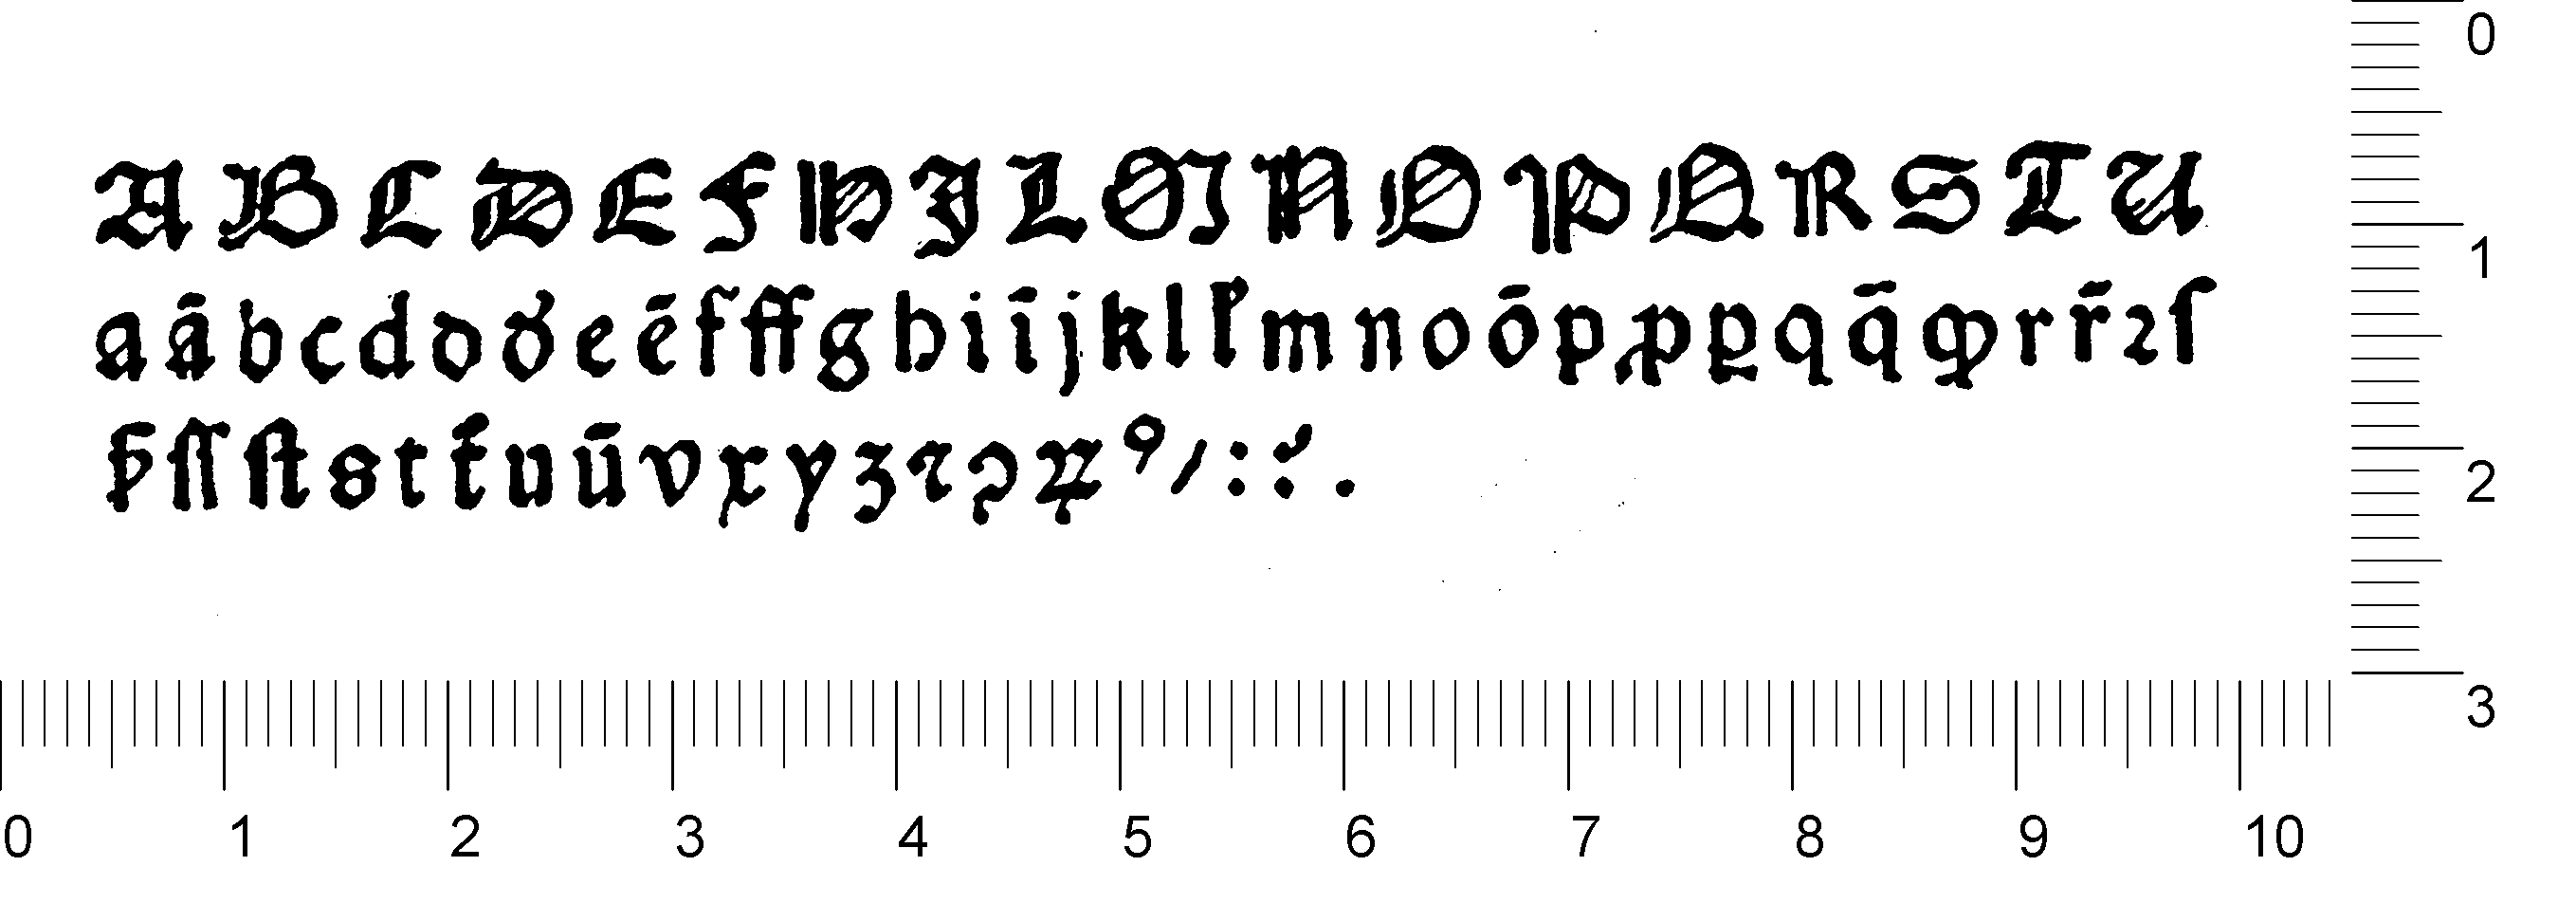 A B C D E F H I L M N O P Q R S T U
a ā b c d ꝺ ꝺ̉ e ē f ff g h i ī j k l ł m n o ō p ꝓ ꝑ q q̄ ꝙ r r̄ ꝛ ſ
ẜ ſſ ſt s t t̄ u ū v x y z ꝛ ꝯ ꝝ ꝰ / : .
0 1 2 3
0 1 2 3 4 5 6 7 8 9 10